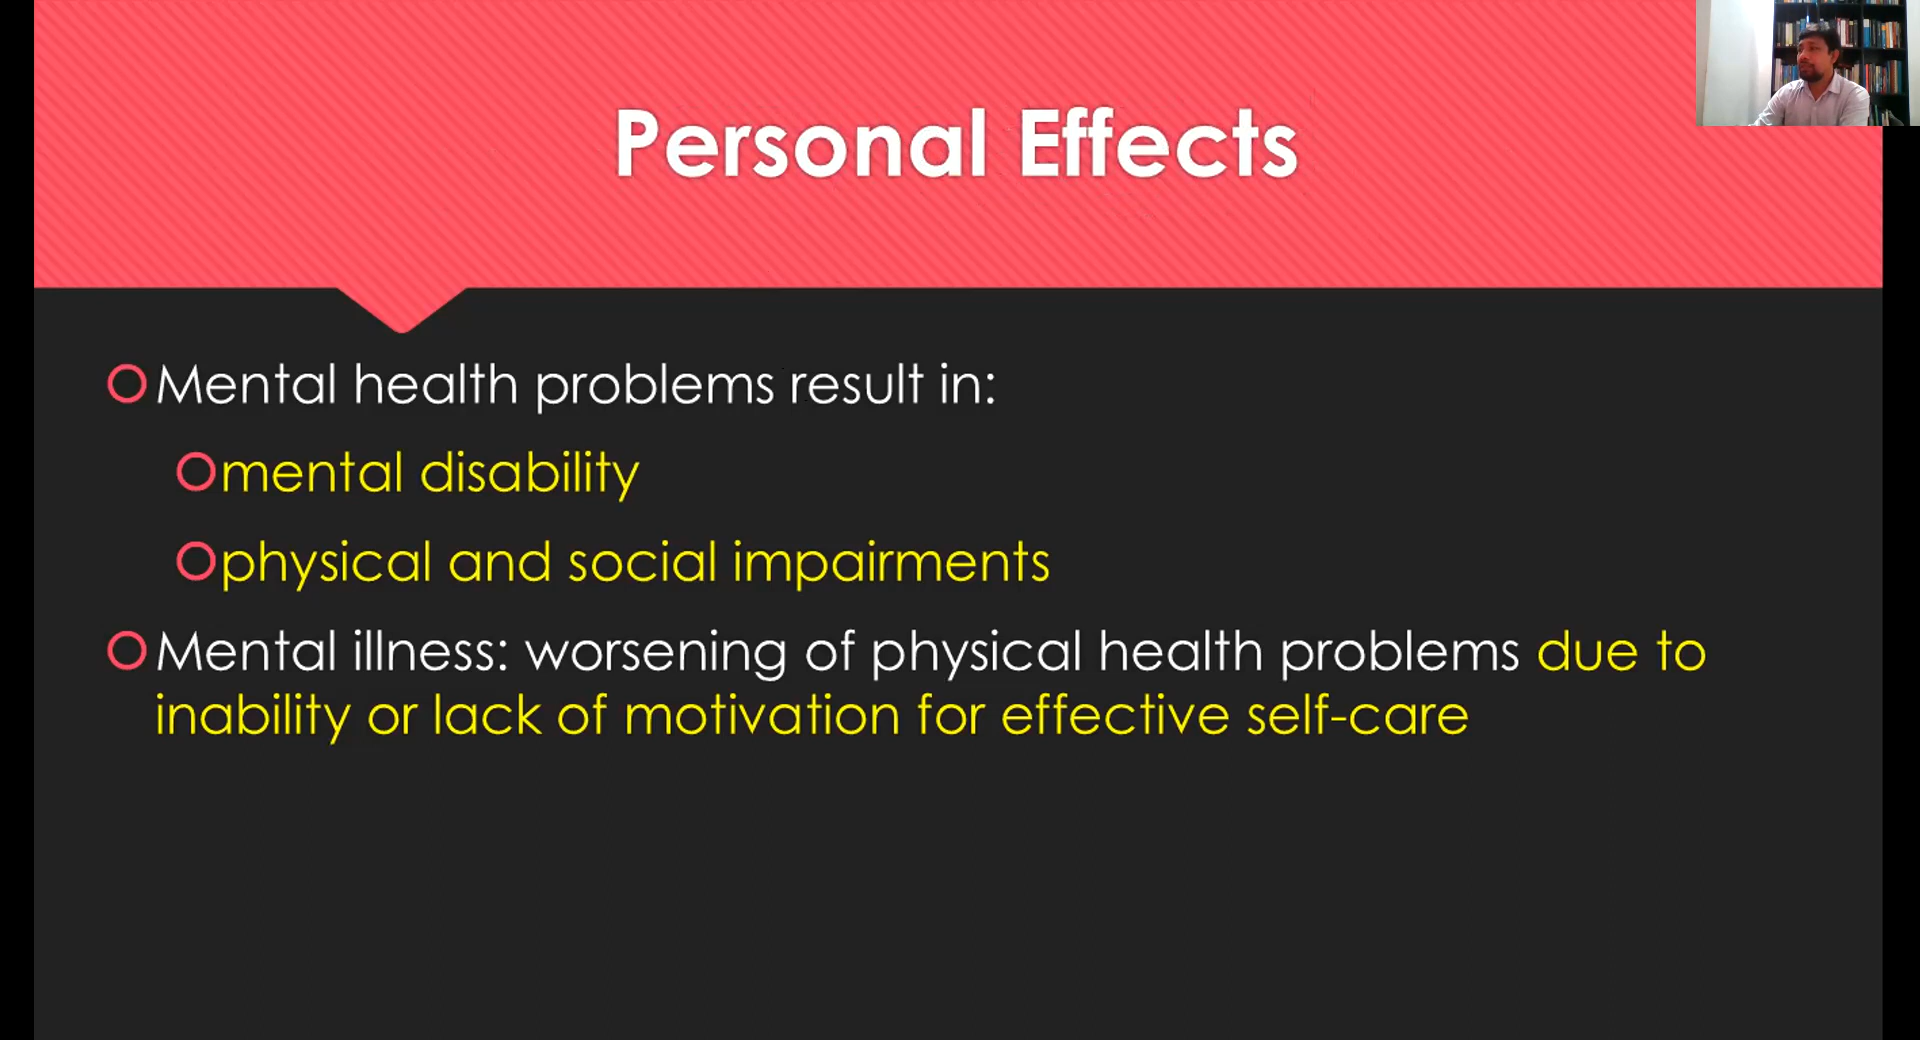 Personal Effects
Mental health problems result in:
mental disability
physical and social impairments
Mental illness: worsening of physical health problems due to
inability or lack of motivation for effective self-care